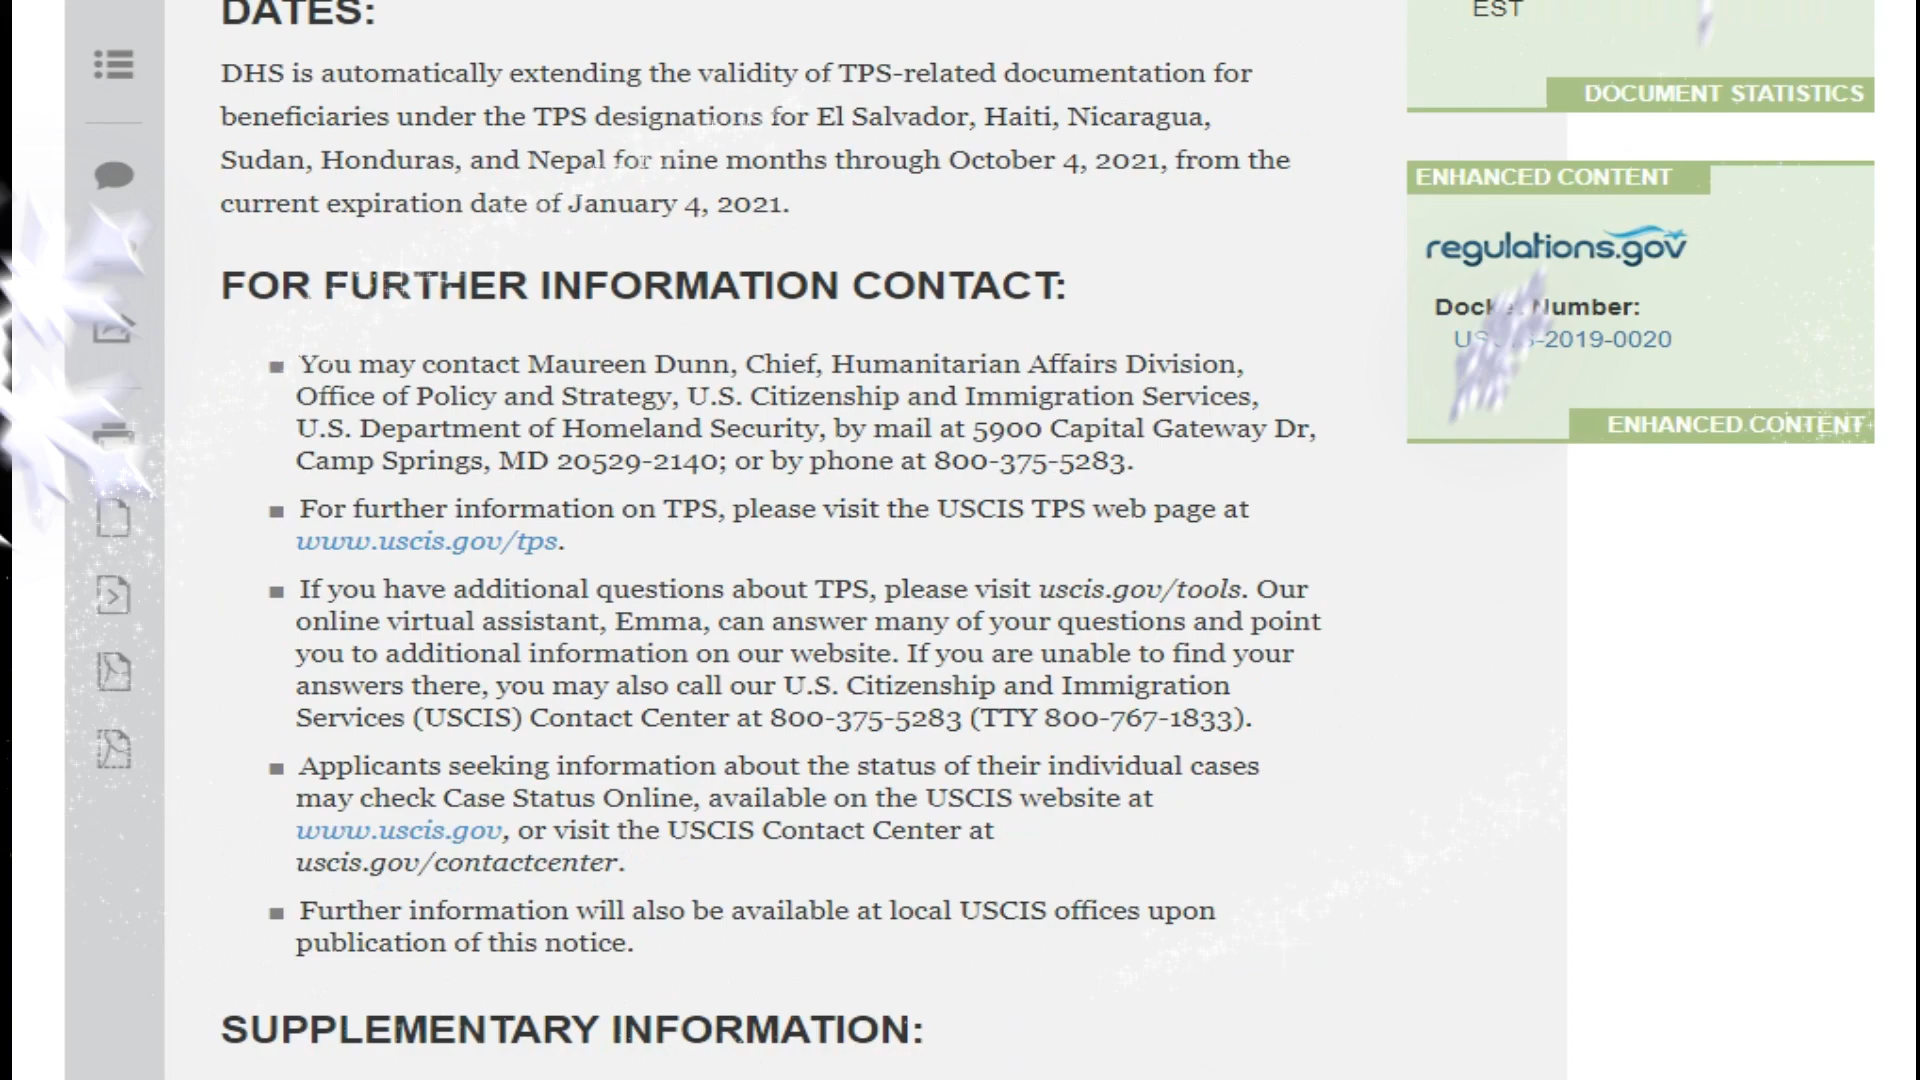 DATES:
DHS is automatically extending the validity of TPS-related documentation for
beneficiaries under the TPS designations for El Salvador, Haiti, Nicaragua,
Sudan, Honduras, and Nepal for nine months through October 4, 2021, from the
current expiration date of January 4, 2021.
FOR FURTHER INFORMATION CONTACT:
You may contact Maureen Dunn, Chief, Humanitarian Affairs Division,
Office of Policy and Strategy, U.S. Citizenship and Immigration Services,
U.S. Department of Homeland Security, by mail at 5900 Capital Gateway Dr,
Camp Springs, MD 20529-2140; or by phone at 800-375-5283.
For further information on TPS, please visit the USCIS TPS web page at
www.uscis.gov/tps.
If you have additional questions about TPS, please visit uscis.gov/tools. Our
online virtual assistant, Emma, can answer many of your questions and point
you to additional information on our website. If you are unable to find your
answers there, you may also call our U.S. Citizenship and Immigration
Services (USCIS) Contact Center at 800-375-5283 (TTY 800-767-1833).
Applicants seeking information about the status of their individual cases
may check Case Status Online, available on the USCIS website at
www.uscis.gov, or visit the USCIS Contact Center at
uscis.gov/contactcenter.
Further information will also be available at local USCIS offices upon
publication of this notice.
SUPPLEMENTARY INFORMATION:
EST
DOCUMENT STATISTICS
ENHANCED CONTENT
regulations.gov
Number:
ENHANCED CONTENT